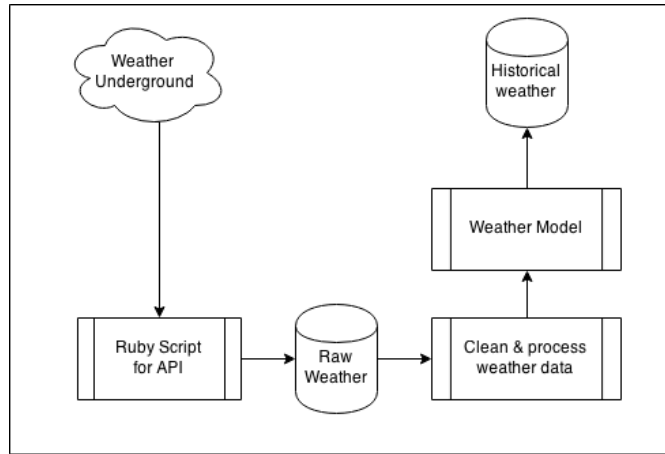 Weather
Underground
Historical
weather
Weather Model
Ruby Script
for API
Raw
Weather
Clean & process
weather data